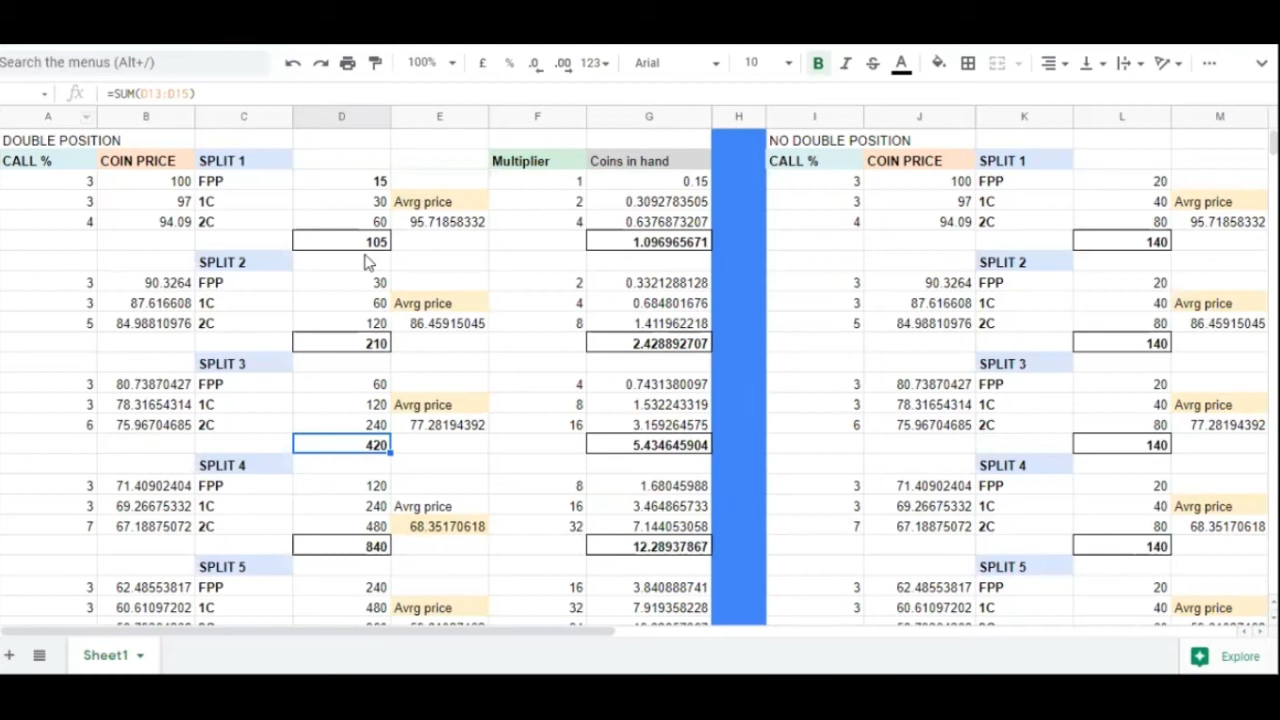 Search the menus (Alt+/)
100%
£
%
.0
.00
123
Arial
10
B
I
S
A
fx
=SUM(D13:D15)
A B C D E F G H I J K L M
DOUBLE POSITION NO DOUBLE POSITION
CALL % COIN PRICE SPLIT 1 Multiplier Coins in hand CALL % COIN PRICE SPLIT 1
3 100 FPP 15 1 0.15 3 100 FPP 20
3 97 1C 30 Avrg price 2 0.3092783505 3 97 1C 40 Avrg price
4 94.09 2C 60 95.71858332 4 0.6376873207 4 94.09 2C 80 95.71858332
105 1.096965671 140
SPLIT 2 SPLIT 2
3 90.3264 FPP 30 2 0.3321288128 3 90.3264 FPP 20
3 87.616608 1C 60 Avrg price 4 0.684801676 3 87.616608 1C 40 Avrg price
5 84.98810976 2C 120 86.45915045 8 1.411962218 5 84.98810976 2C 80 86.45915045
210 2.428892707 140
SPLIT 3 SPLIT 3
3 80.73870427 FPP 60 4 0.7431380097 3 80.73870427 FPP 20
3 78.31654314 1C 120 Avrg price 8 1.532243319 3 78.31654314 1C 40 Avrg price
6 75.96704685 2C 240 77.28194392 16 3.159264575 6 75.96704685 2C 80 77.28194392
420 5.434645904 140
SPLIT 4 SPLIT 4
3 71.40902404 FPP 120 8 1.68045988 3 71.40902404 FPP 20
3 69.26675332 1C 240 Avrg price 16 3.464865733 3 69.26675332 1C 40 Avrg price
7 67.18875072 2C 480 68.35170618 32 7.144053058 7 67.18875072 2C 80 68.35170618
840 12.28937867 140
SPLIT 5 SPLIT 5
3 62.48553817 FPP 240 16 3.840888741 3 62.48553817 FPP 20
3 60.61097202 1C 480 Avrg price 32 7.919358228 3 60.61097202 1C 40 Avrg price
Sheet1
Explore